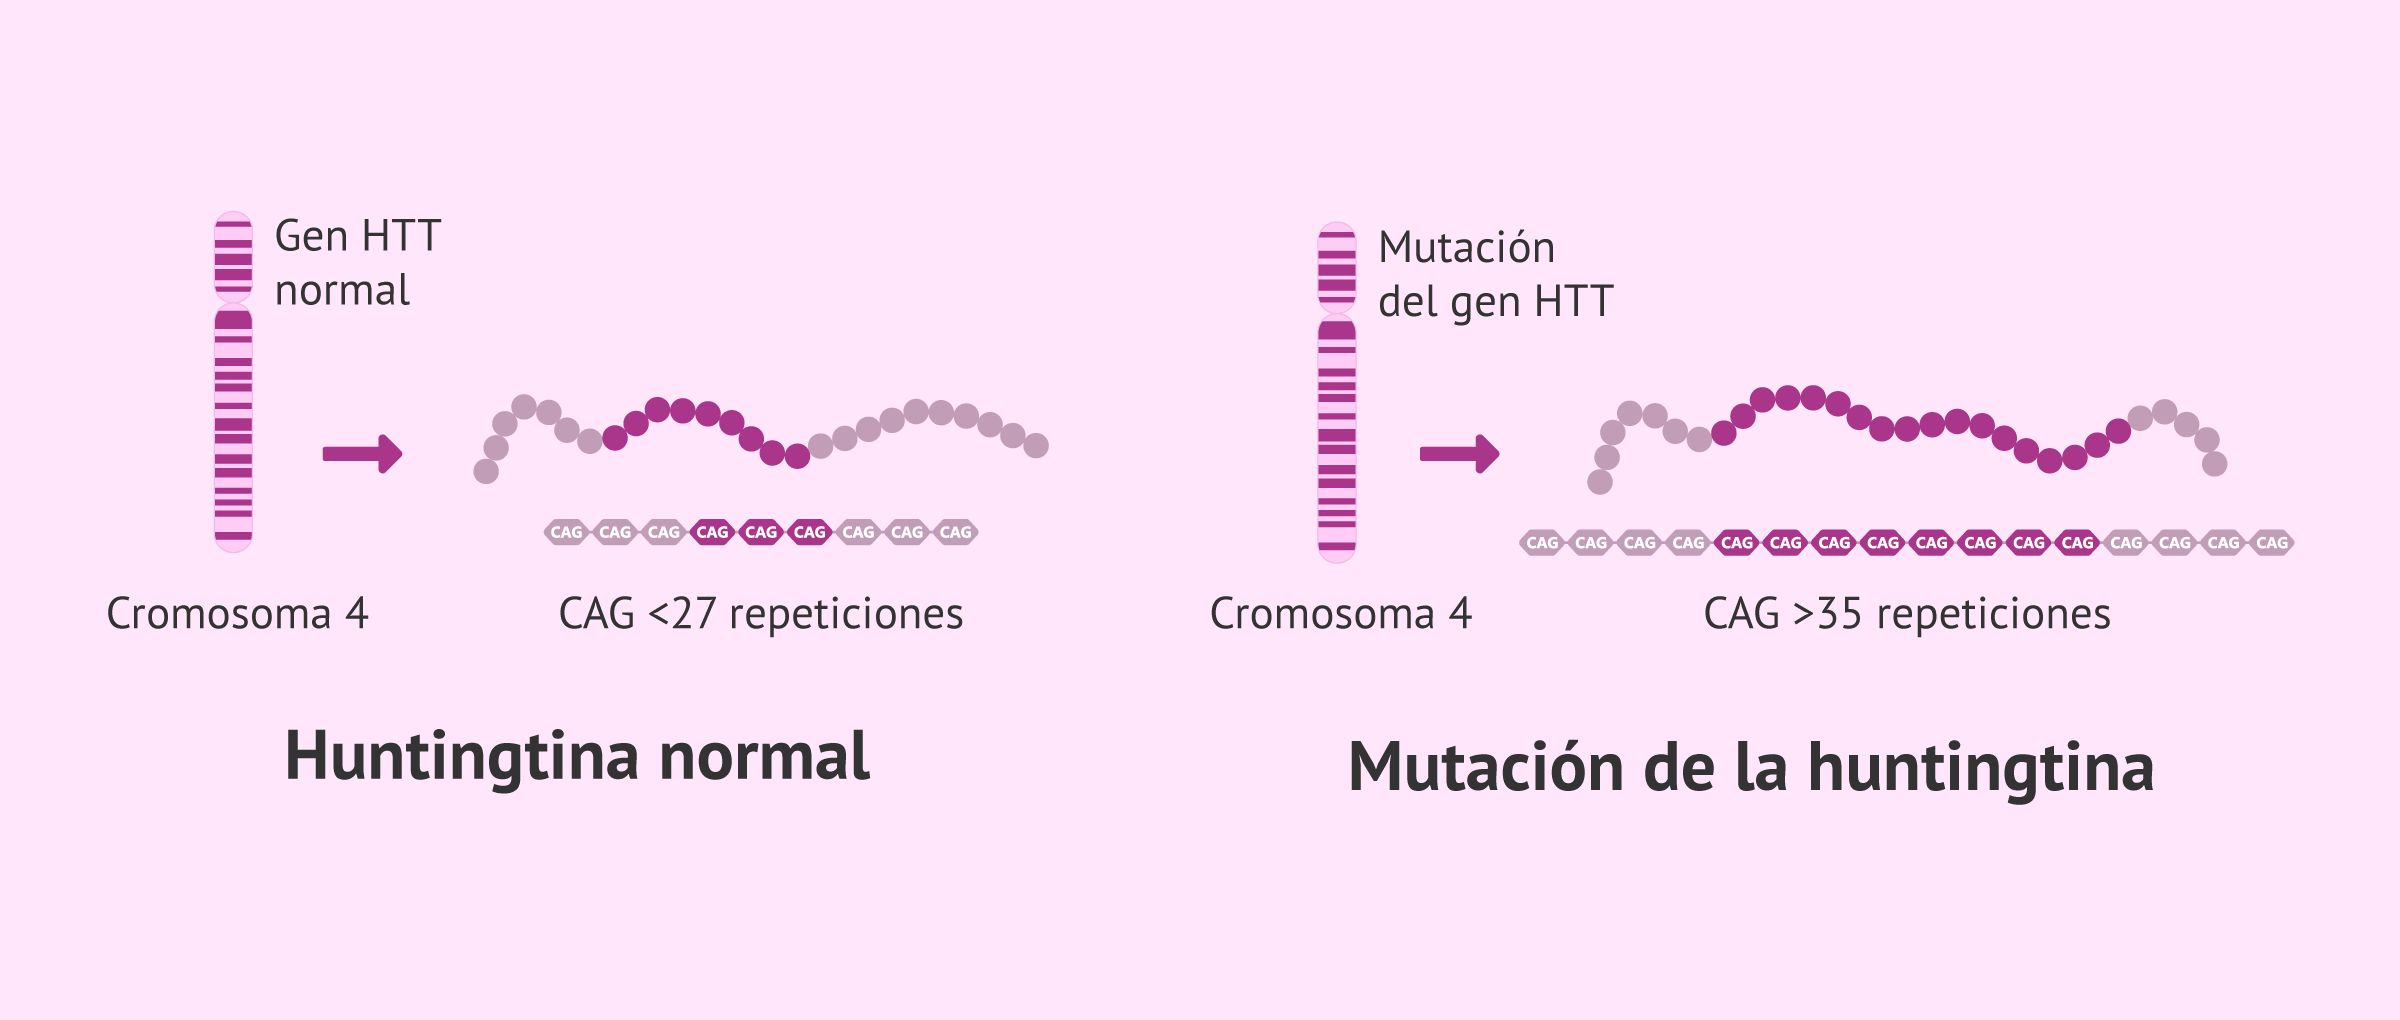 Gen HTT
normal
CAG CAG CAG CAG CAG CAG CAG CAG CAG
Cromosoma 4
CAG <27 repeticiones
Huntingtina normal
Mutación
del gen HTT
CAG CAG CAG CAG CAG CAG CAG CAG CAG CAG CAG CAG CAG CAG CAG CAG
Cromosoma 4
CAG >35 repeticiones
Mutación de la huntingtina